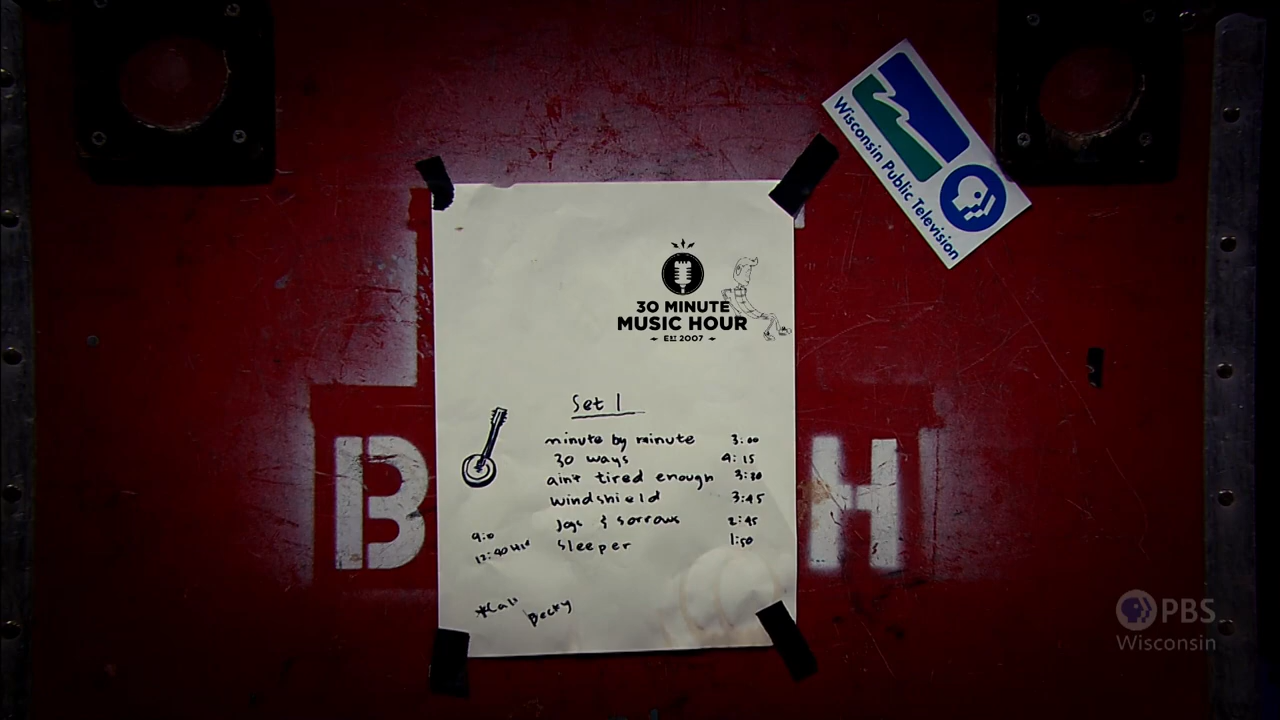 Wisconsin Public Television
30 MINUTE
MUSIC HOUR
EST 2007
Set 1
minute by minute 3:00
30 ways 4:15
ain't tired enough 3:30
windshield 3:45
joys & sorrows 2:45
sleeper 1:50
*Call
Becky
B H
PBS
Wisconsin